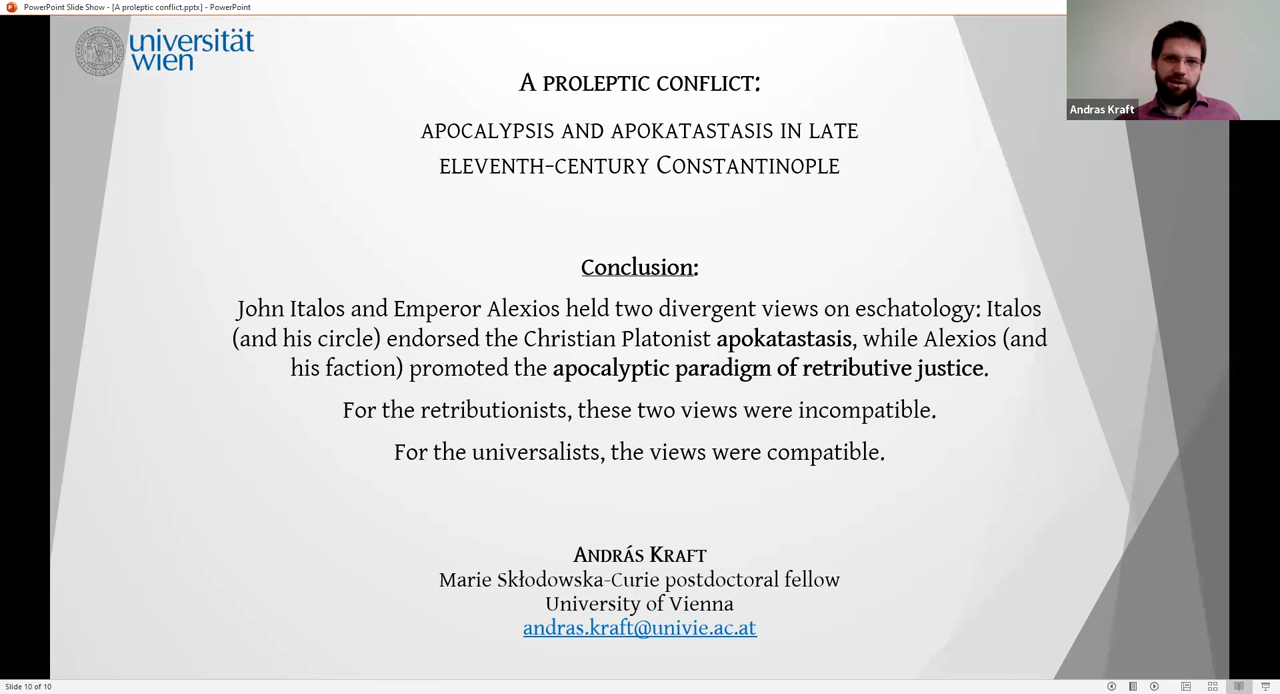 PowerPoint Slide Show - [A proleptic conflict.pptx] - PowerPoint
universität
wien
Andras Kraft
A PROLEPTIC CONFLICT:
APOCALYPSIS AND APOKATASTASIS IN LATE
ELEVENTH-CENTURY CONSTANTINOPLE
Conclusion:
John Italos and Emperor Alexios held two divergent views on eschatology: Italos
(and his circle) endorsed the Christian Platonist apokatastasis, while Alexios (and
his faction) promoted the apocalyptic paradigm of retributive justice.
For the retributionists, these two views were incompatible.
For the universalists, the views were compatible.
ANDRÁS KRAFT
Marie Skłodowska-Curie postdoctoral fellow
University of Vienna
andras.kraft@univie.ac.at
Slide 10 of 10